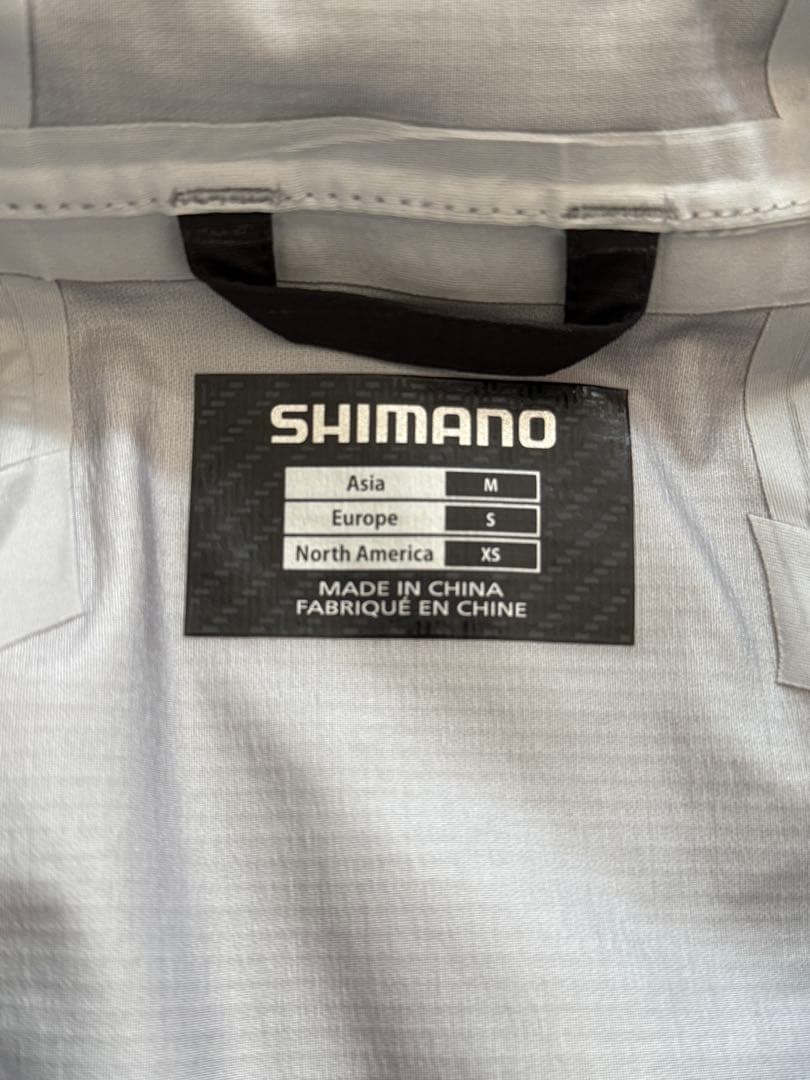 SHIMANO
Asia M
Europe S
North America XS
MADE IN CHINA
FABRIQUÉ EN CHINE